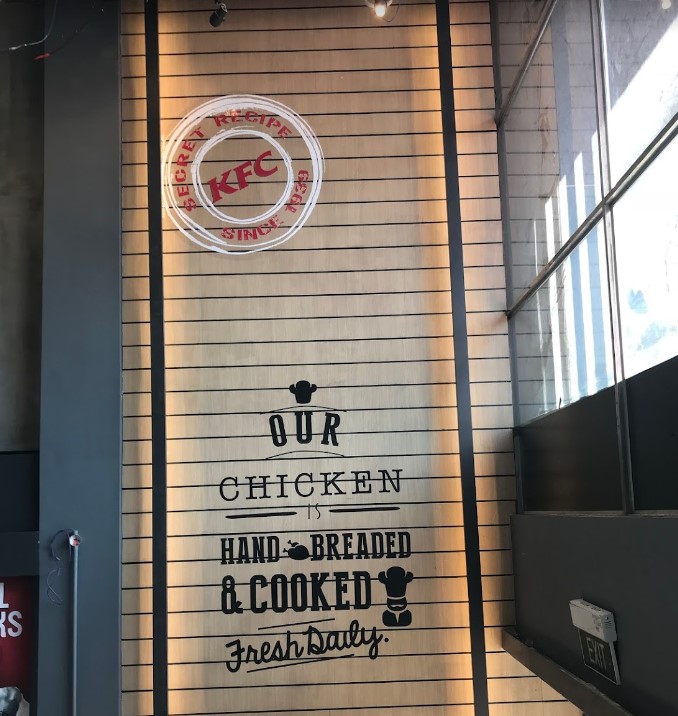 SECRET RECIPE
KFC
SINCE 1939
OUR
CHICKEN
IS
HAND BREADED
& COOKED
Fresh Daily.
EXIT